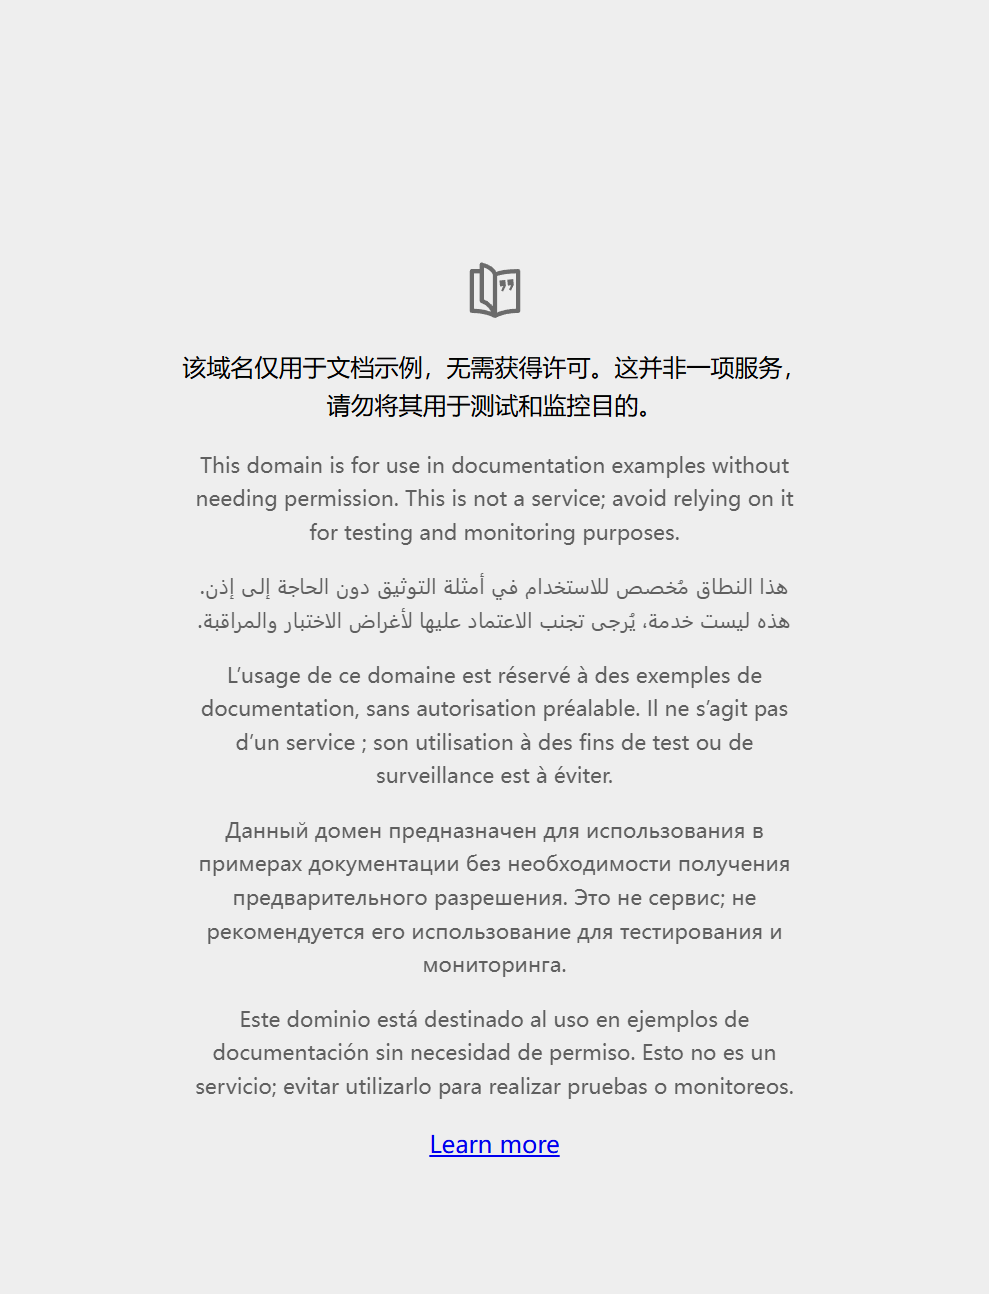 该域名仅用于文档示例，无需获得许可。这并非一项服务，
请勿将其用于测试和监控目的。
This domain is for use in documentation examples without
needing permission. This is not a service; avoid relying on it
for testing and monitoring purposes.
هذا النطاق مُخصص للاستخدام في أمثلة التوثيق دون الحاجة إلى إذن.
هذه ليست خدمة، يُرجى تجنب الاعتماد عليها لأغراض الاختبار والمراقبة.
L’usage de ce domaine est réservé à des exemples de
documentation, sans autorisation préalable. Il ne s’agit pas
d’un service ; son utilisation à des fins de test ou de
surveillance est à éviter.
Данный домен предназначен для использования в
примерах документации без необходимости получения
предварительного разрешения. Это не сервис; не
рекомендуется его использование для тестирования и
мониторинга.
Este dominio está destinado al uso en ejemplos de
documentación sin necesidad de permiso. Esto no es un
servicio; evitar utilizarlo para realizar pruebas o monitoreos.
Learn more